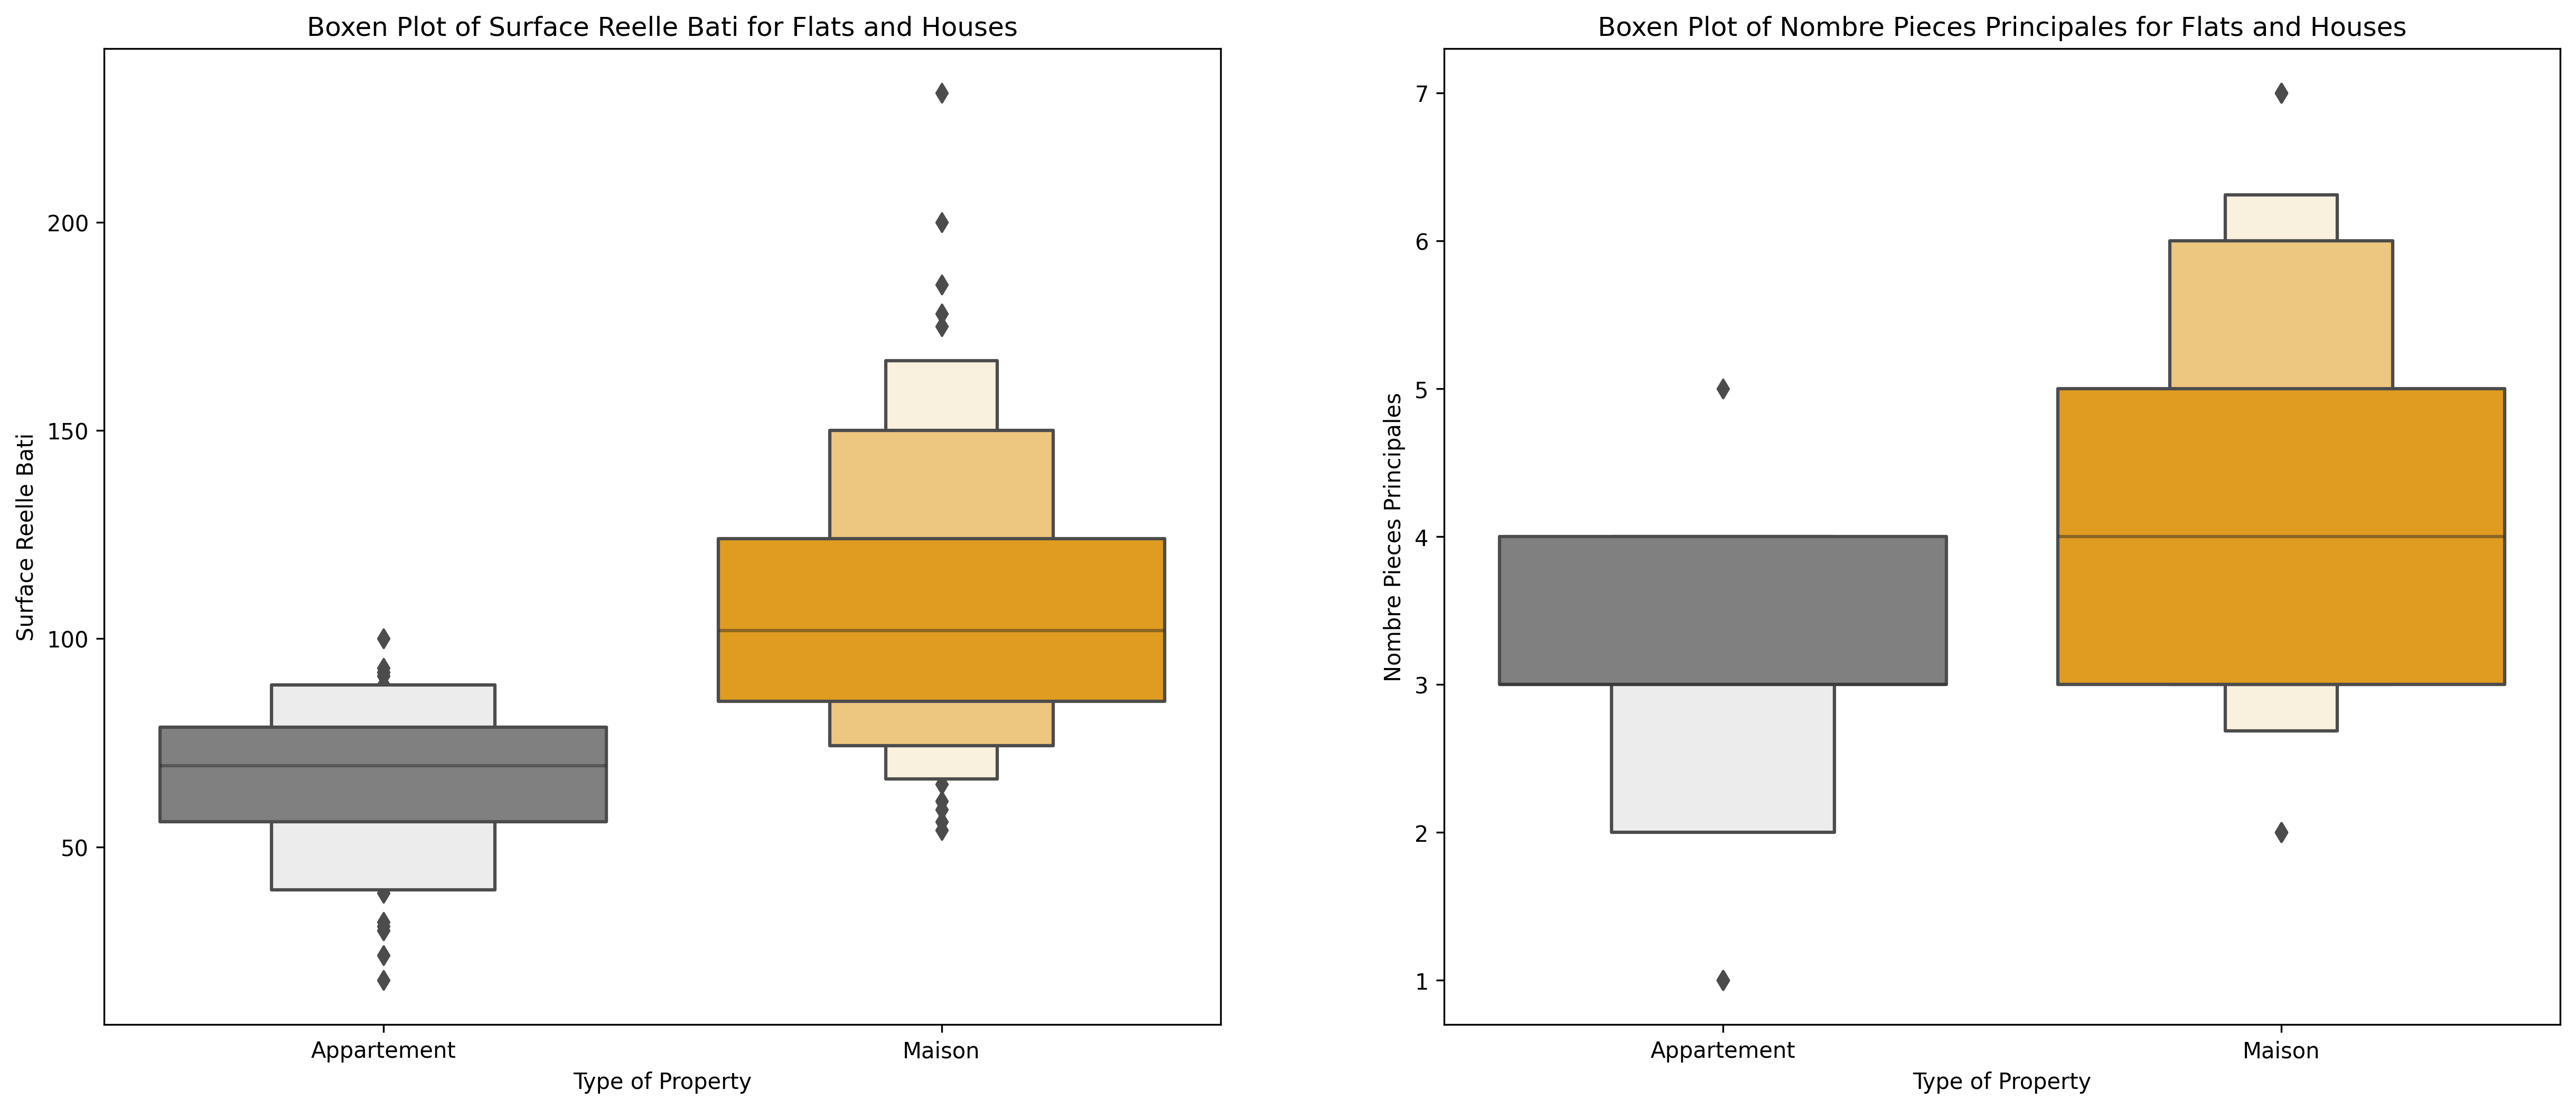 Boxen Plot of Surface Reelle Bati for Flats and Houses
Surface Reelle Bati
200
150
100
50
Appartement
Maison
Type of Property
Boxen Plot of Nombre Pieces Principales for Flats and Houses
Nombre Pieces Principales
7
6
5
4
3
2
1
Appartement
Maison
Type of Property